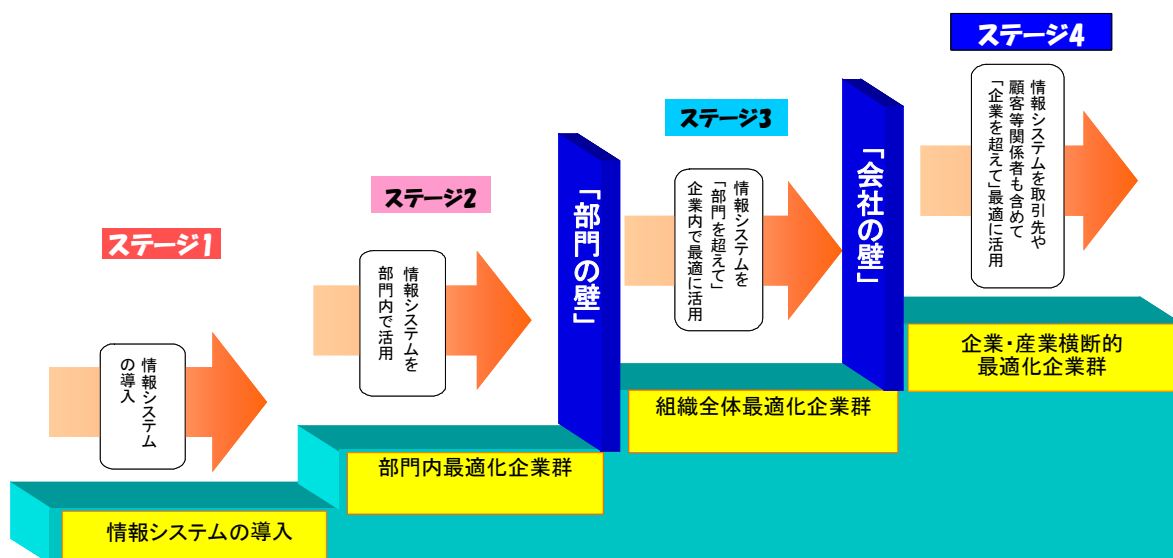 ステージ1
情報システム
の導入
情報システムの導入
ステージ2
情報システムを
部門内で活用
部門内最適化企業群
「部門の壁」
ステージ3
情報システムを
「部門を超えて」
企業内で最適に活用
組織全体最適化企業群
「会社の壁」
ステージ4
情報システムを取引先や
顧客等関係者も含めて
「企業を超えて」最適に活用
企業・産業横断的
最適化企業群